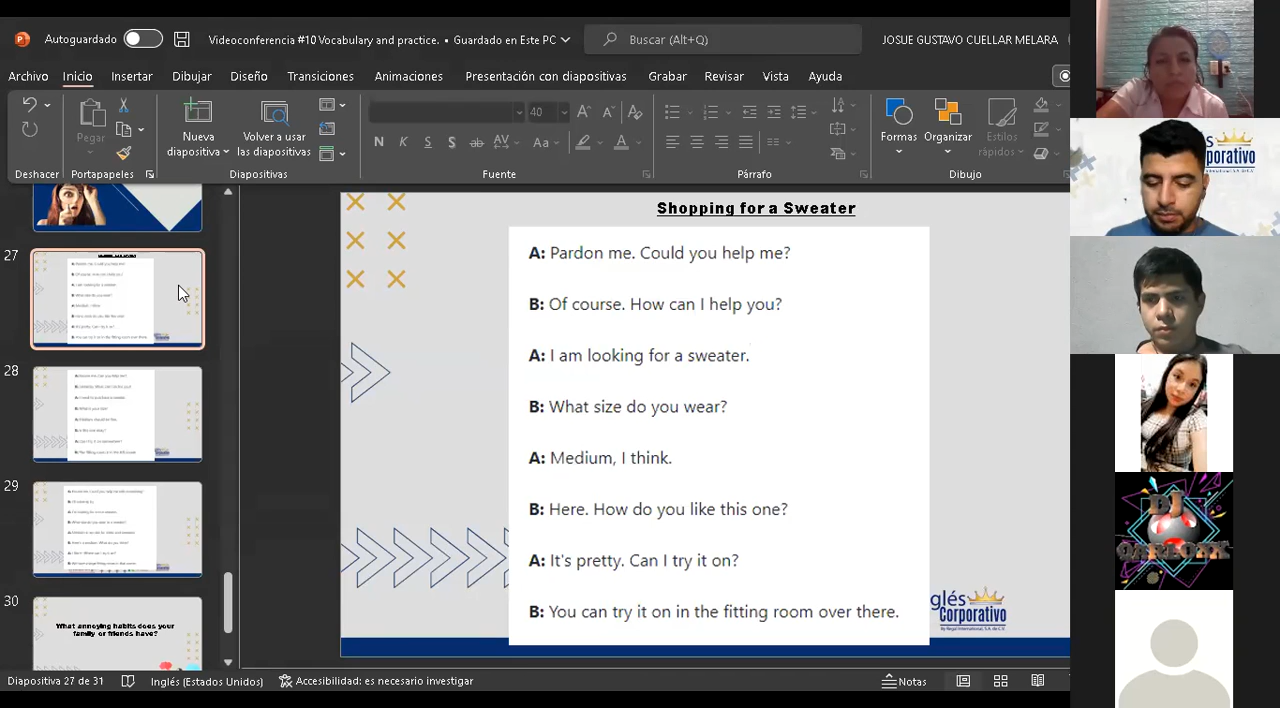 Autoguardado
Videoconferencia #10 Vocabulary and practice. • Guardado en Este PC
Buscar (Alt+Q)
JOSUE GUSTAVO CUELLAR MELARA
Archivo Inicio Insertar Dibujar Diseño Transiciones Animaciones Presentación con diapositivas Grabar Revisar Vista Ayuda
Pegar
Nueva diapositiva
Volver a usar las diapositivas
Formas
Organizar
Estilos rápidos
Deshacer Portapapeles Diapositivas Fuente Párrafo Dibujo
27
28
29
30
What annoying habits does your
family or friends have?
Shopping for a Sweater
A: Pardon me. Could you help me?
B: Of course. How can I help you?
A: I am looking for a sweater.
B: What size do you wear?
A: Medium, I think.
B: Here. How do you like this one?
A: It's pretty. Can I try it on?
B: You can try it on in the fitting room over there.
glés
Corporativo
by Regal International, S.A. de C.V.
Diapositiva 27 de 31
Inglés (Estados Unidos)
Accesibilidad: es necesario investigar
Notas
porativo
DJ